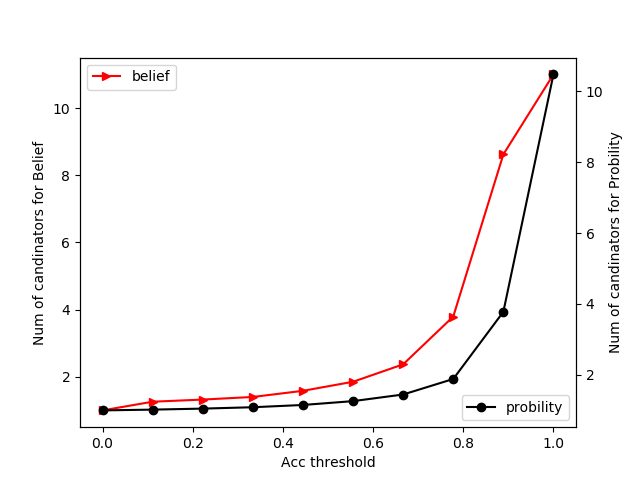 belief
probility
Num of candinators for Belief
10
8
6
4
2
Num of candinators for Probility
10
8
6
4
2
0.0 0.2 0.4 0.6 0.8 1.0
Acc threshold